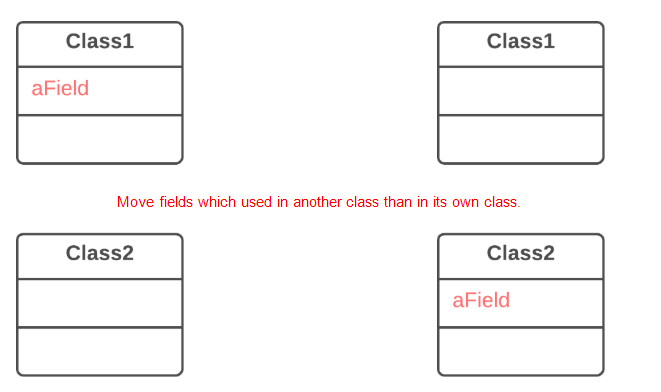 Class1
Class1
aField
Move fields which used in another class than in its own class.
Class2
Class2
aField